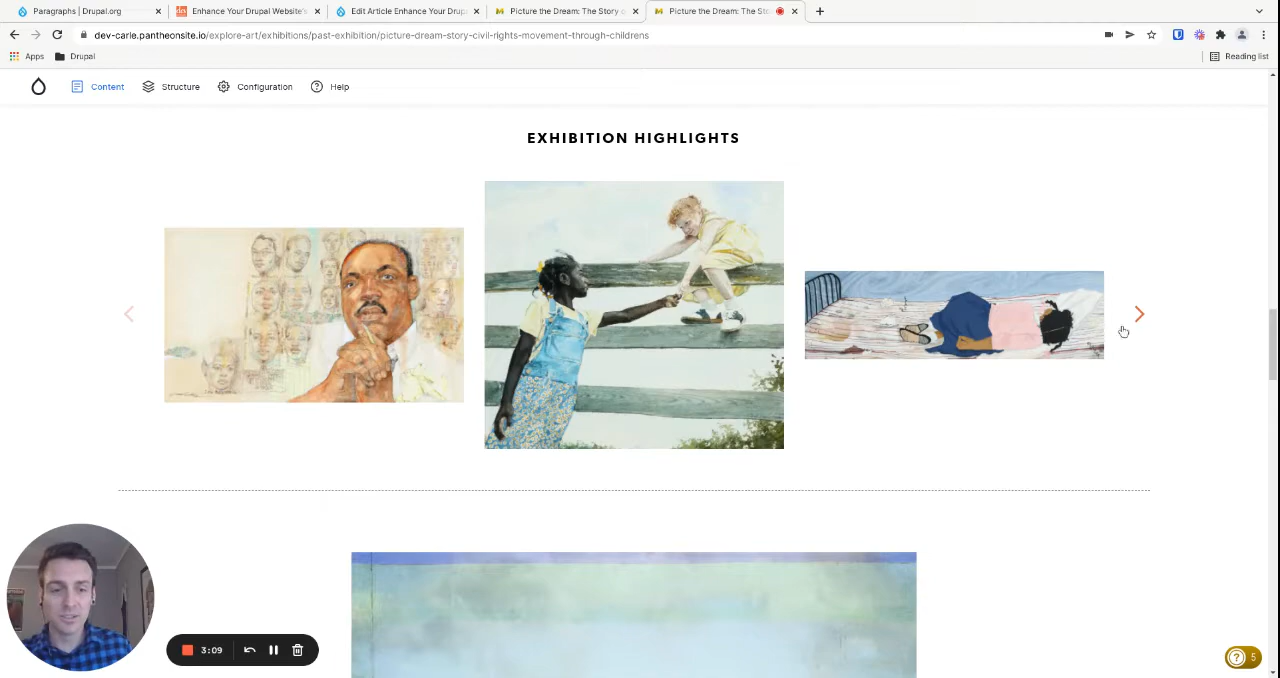 Paragraphs | Drupal.org
Enhance Your Drupal Website's
Edit Article Enhance Your Drup
Picture the Dream: The Story o
Picture the Dream: The Sto
dev-carle.pantheonsite.io/explore-art/exhibitions/past-exhibition/picture-dream-story-civil-rights-movement-through-childrens
Apps
Drupal
Reading list
Content
Structure
Configuration
Help
EXHIBITION HIGHLIGHTS
3:09
5